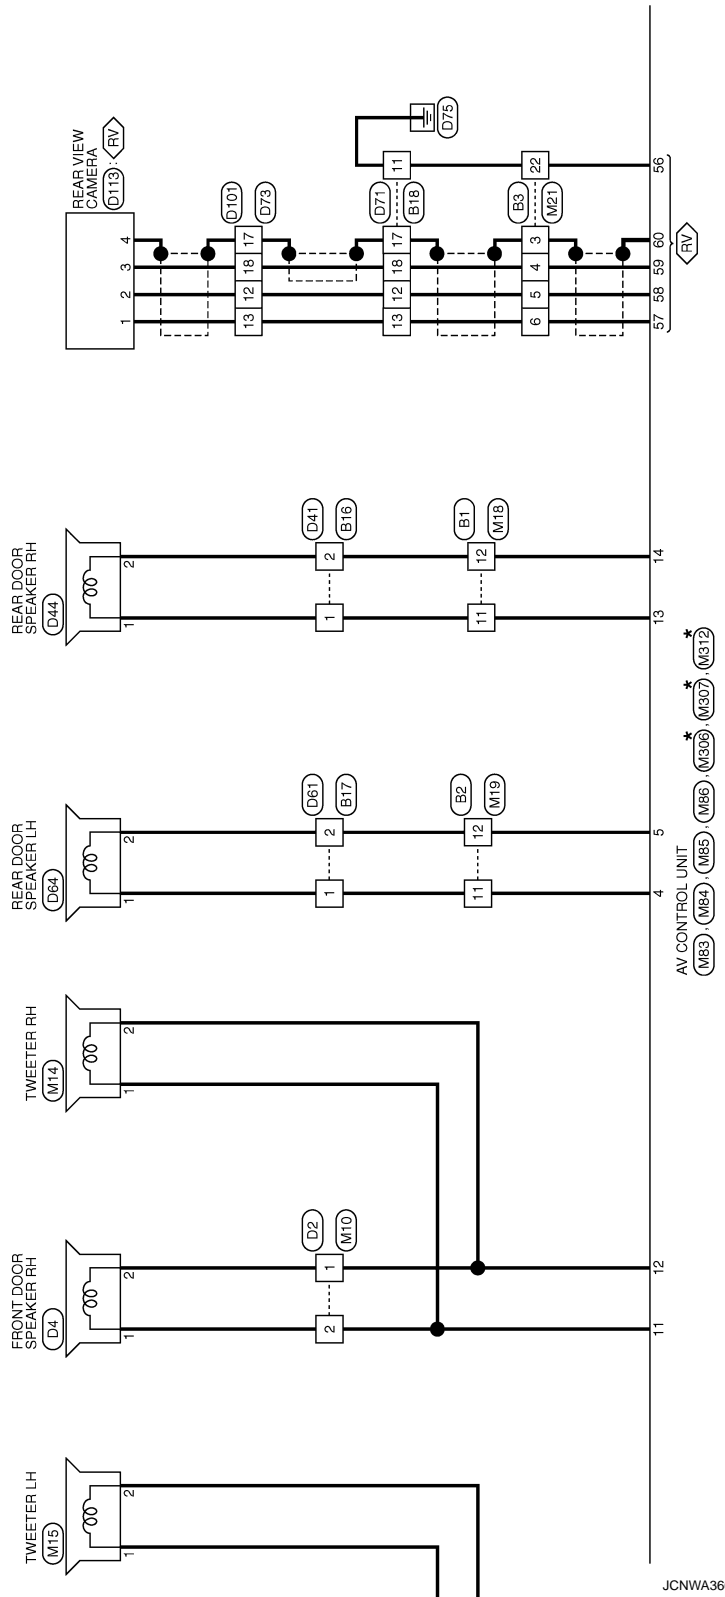 REAR VIEW
CAMERA
D113 : RV
4
3
2
1
D101
D73
17
18
12
13
D71
B18
11
17
18
12
13
D75
B3
M21
22
3
4
5
6
56
60
59
58
57
RV
REAR DOOR
SPEAKER RH
D44
2
1
D41
B16
2
1
B1
M18
12
11
14
13
REAR DOOR
SPEAKER LH
D64
2
1
D61
B17
2
1
B2
M19
12
11
5
4
AV CONTROL UNIT
M83 , M84 , M85 , M86 , M306* , M307* , M312*
TWEETER RH
M14
2
1
FRONT DOOR
SPEAKER RH
D4
2
1
D2
M10
1
2
12
11
TWEETER LH
M15
2
1
JCNWA36